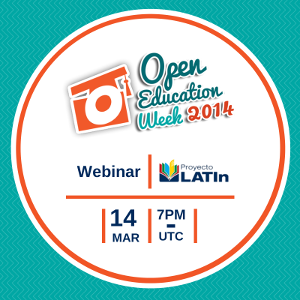 Open
Education
Week 2014
Webinar
Proyecto
LATIn
14
MAR
7PM
-
UTC